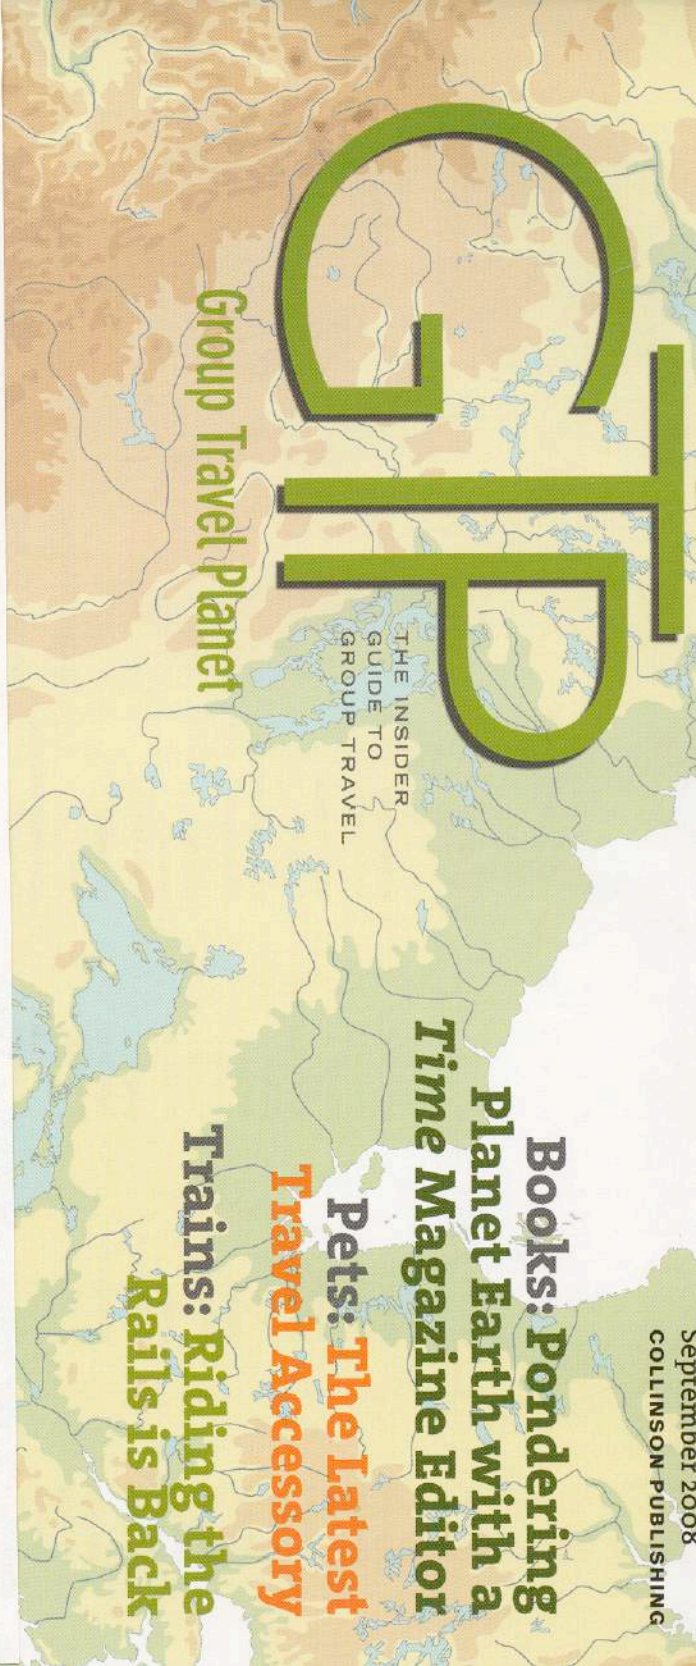 September 2008
COLLINSON PUBLISHING
GTP
Group Travel Planet
THE INSIDER
GUIDE TO
GROUP TRAVEL
Books: Pondering
Planet Earth with a
Time Magazine Editor
Pets: The Latest
Travel Accessory
Trains: Riding the
Rails is Back